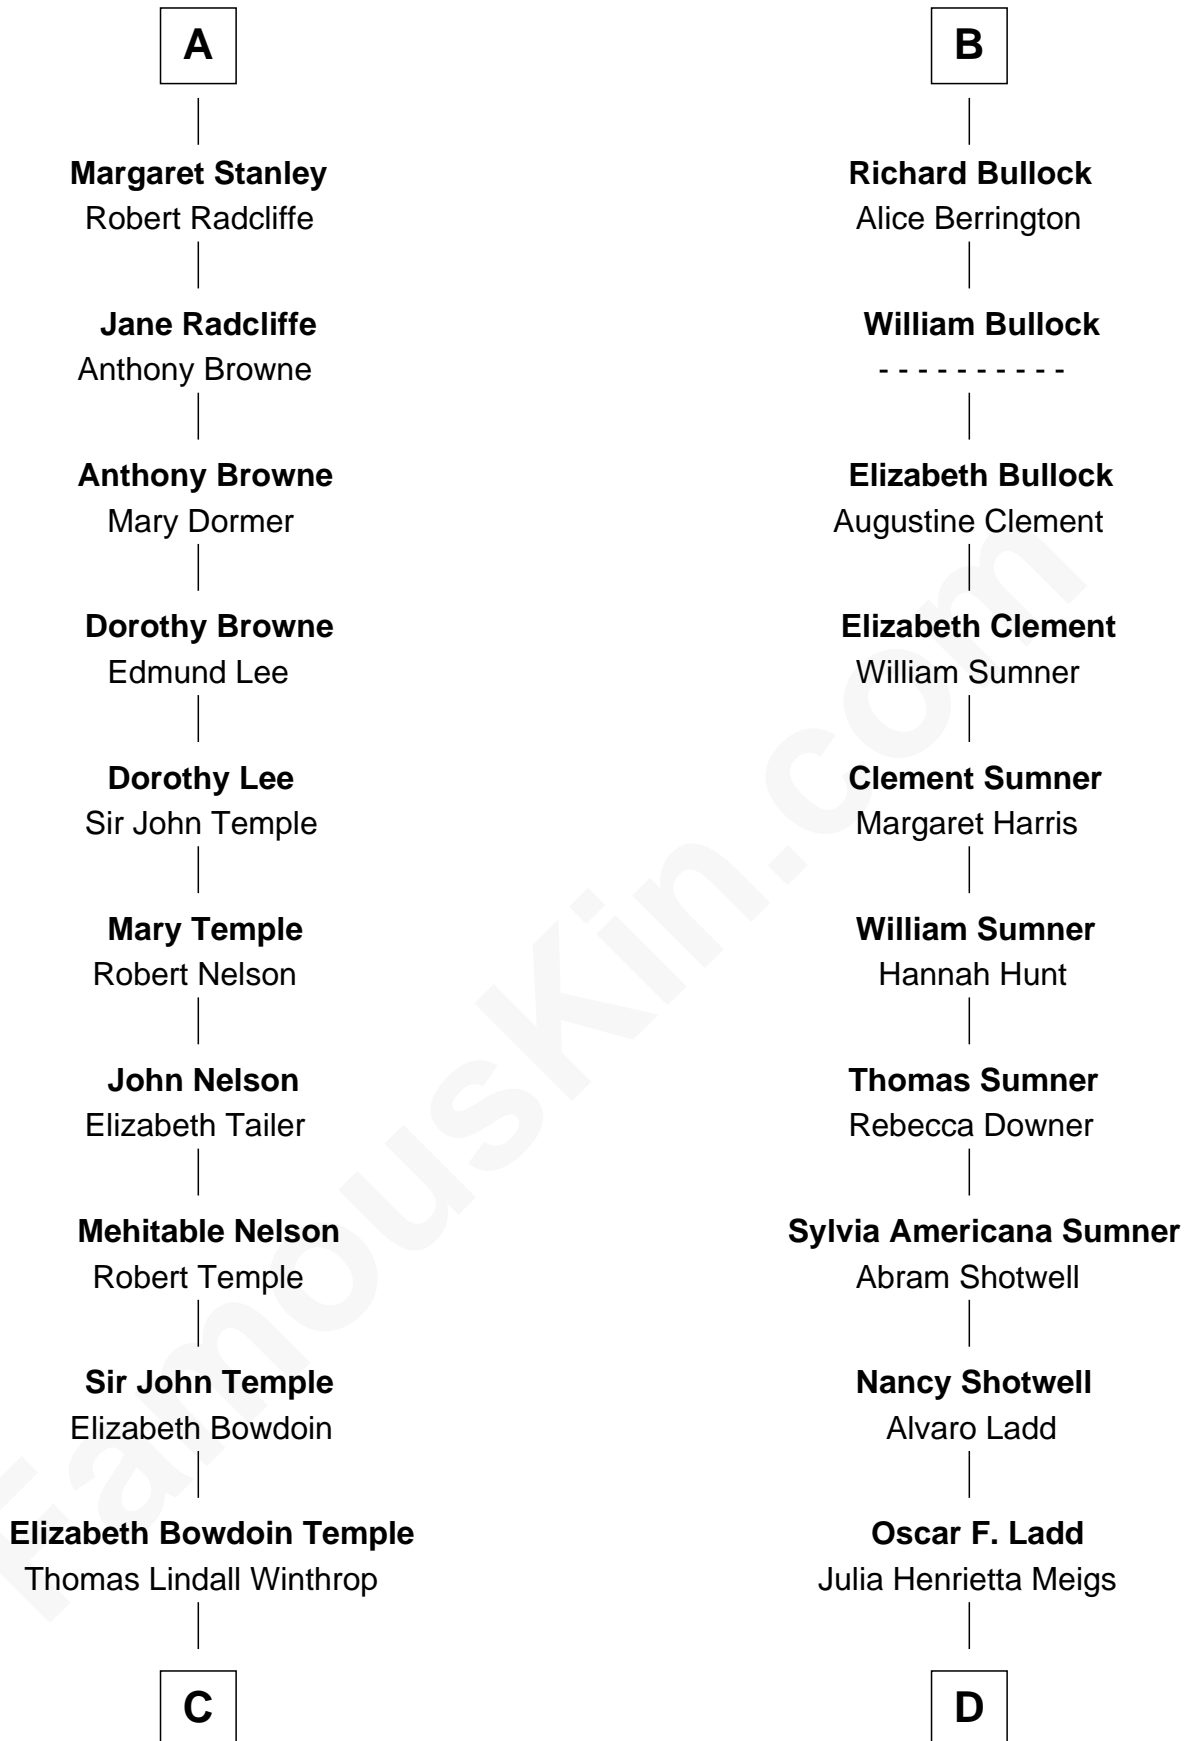 A
Margaret Stanley
Robert Radcliffe
Jane Radcliffe
Anthony Browne
Anthony Browne
Mary Dormer
Dorothy Browne
Edmund Lee
Dorothy Lee
Sir John Temple
Mary Temple
Robert Nelson
John Nelson
Elizabeth Tailer
Mehitable Nelson
Robert Temple
Sir John Temple
Elizabeth Bowdoin
Elizabeth Bowdoin Temple
Thomas Lindall Winthrop
C
B
Richard Bullock
Alice Berrington
William Bullock
- - - - - - - - - -
Elizabeth Bullock
Augustine Clement
Elizabeth Clement
William Sumner
Clement Sumner
Margaret Harris
William Sumner
Hannah Hunt
Thomas Sumner
Rebecca Downer
Sylvia Americana Sumner
Abram Shotwell
Nancy Shotwell
Alvaro Ladd
Oscar F. Ladd
Julia Henrietta Meigs
D
FamousKin.com